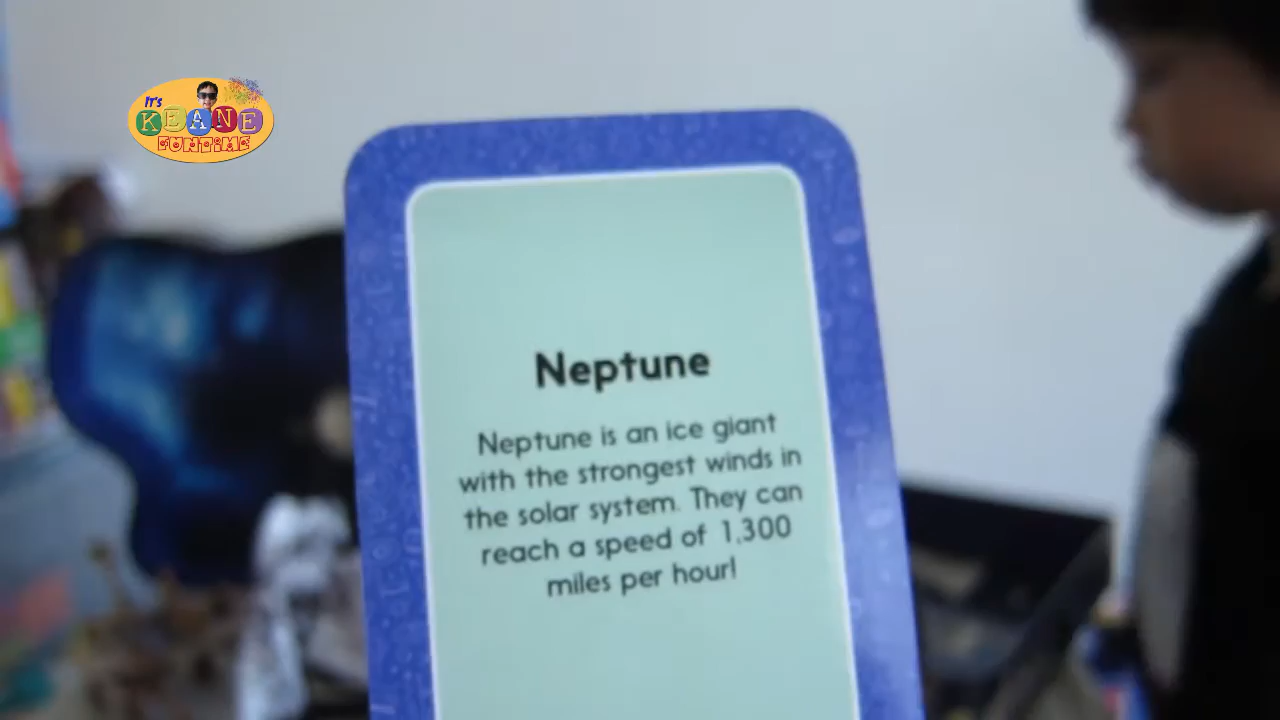 IT'S
KEANE
FUNTIME
Neptune
Neptune is an ice giant
with the strongest winds in
the solar system. They can
reach a speed of 1,300
miles per hour!